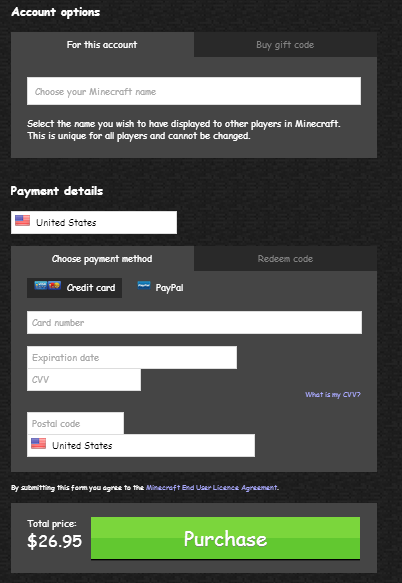 Account options
For this account
Buy gift code
Choose your Minecraft name
Select the name you wish to have displayed to other players in Minecraft.
This is unique for all players and cannot be changed.
Payment details
United States
Choose payment method
Redeem code
Credit card
PayPal
Card number
Expiration date
CVV
What is my CVV?
Postal code
United States
By submitting this form you agree to the Minecraft End User Licence Agreement.
Total price:
$26.95
Purchase